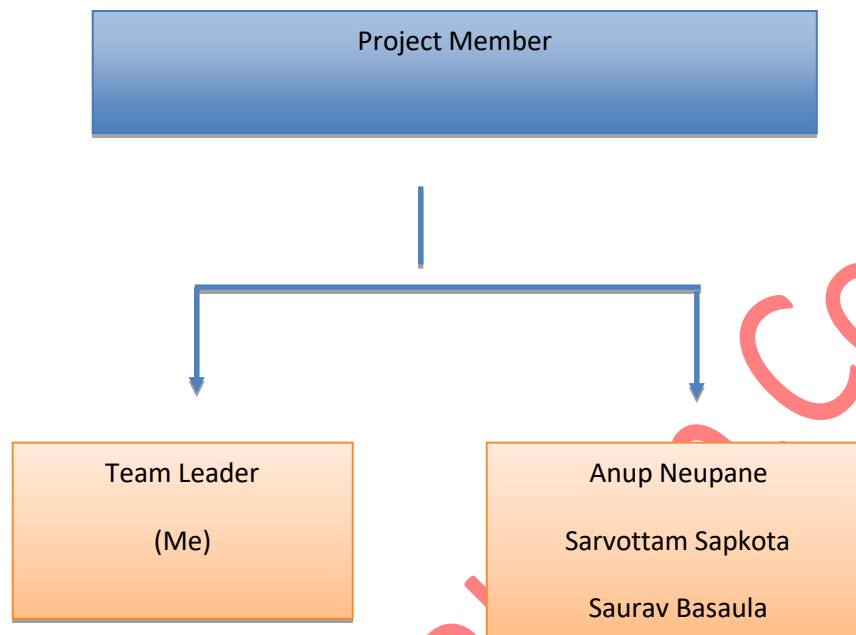 Project Member
Team Leader
(Me)
Anup Neupane
Sarvottam Sapkota
Saurav Basaula